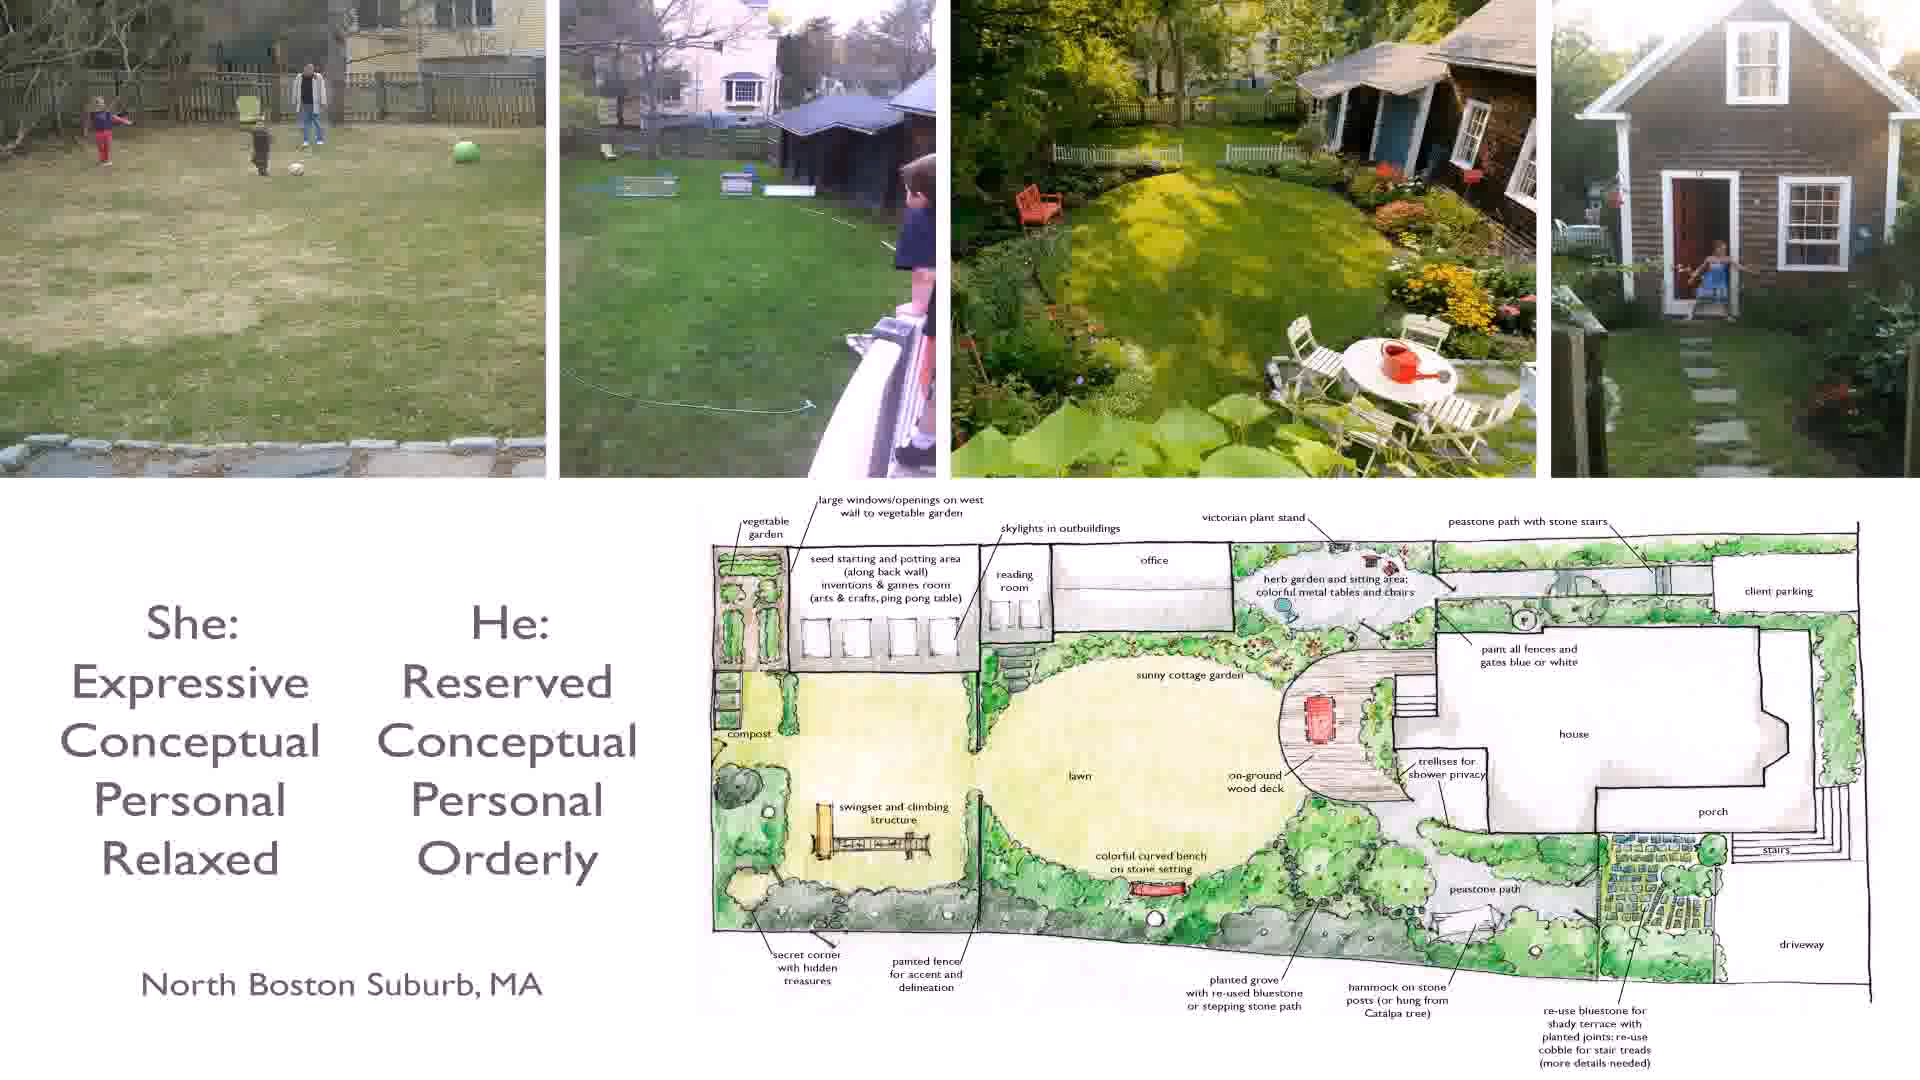 She:
Expressive
Conceptual
Personal
Relaxed
He:
Reserved
Conceptual
Personal
Orderly
North Boston Suburb, MA
large windows/openings on west
wall to vegetable garden
vegetable
garden
skylights in outbuildings
victorian plant stand
peastone path with stone stairs
seed starting and potting area
(along back wall)
inventions & games room
(arts & crafts, ping pong table)
reading
room
office
herb garden and sitting area;
colorful metal tables and chairs
client parking
paint all fences and
gates blue or white
sunny cottage garden
compost
house
lawn
on-ground
wood deck
trellises for
shower privacy
swingset and climbing
structure
porch
colorful curved bench
on stone setting
stairs
peastone path
driveway
secret corner
with hidden
treasures
painted fence
for accent and
delineation
planted grove
with re-used bluestone
or stepping stone path
hammock on stone
posts (or hung from
Catalpa tree)
re-use bluestone for
shady terrace with
planted joints; re-use
cobble for stair treads
(more details needed)
12